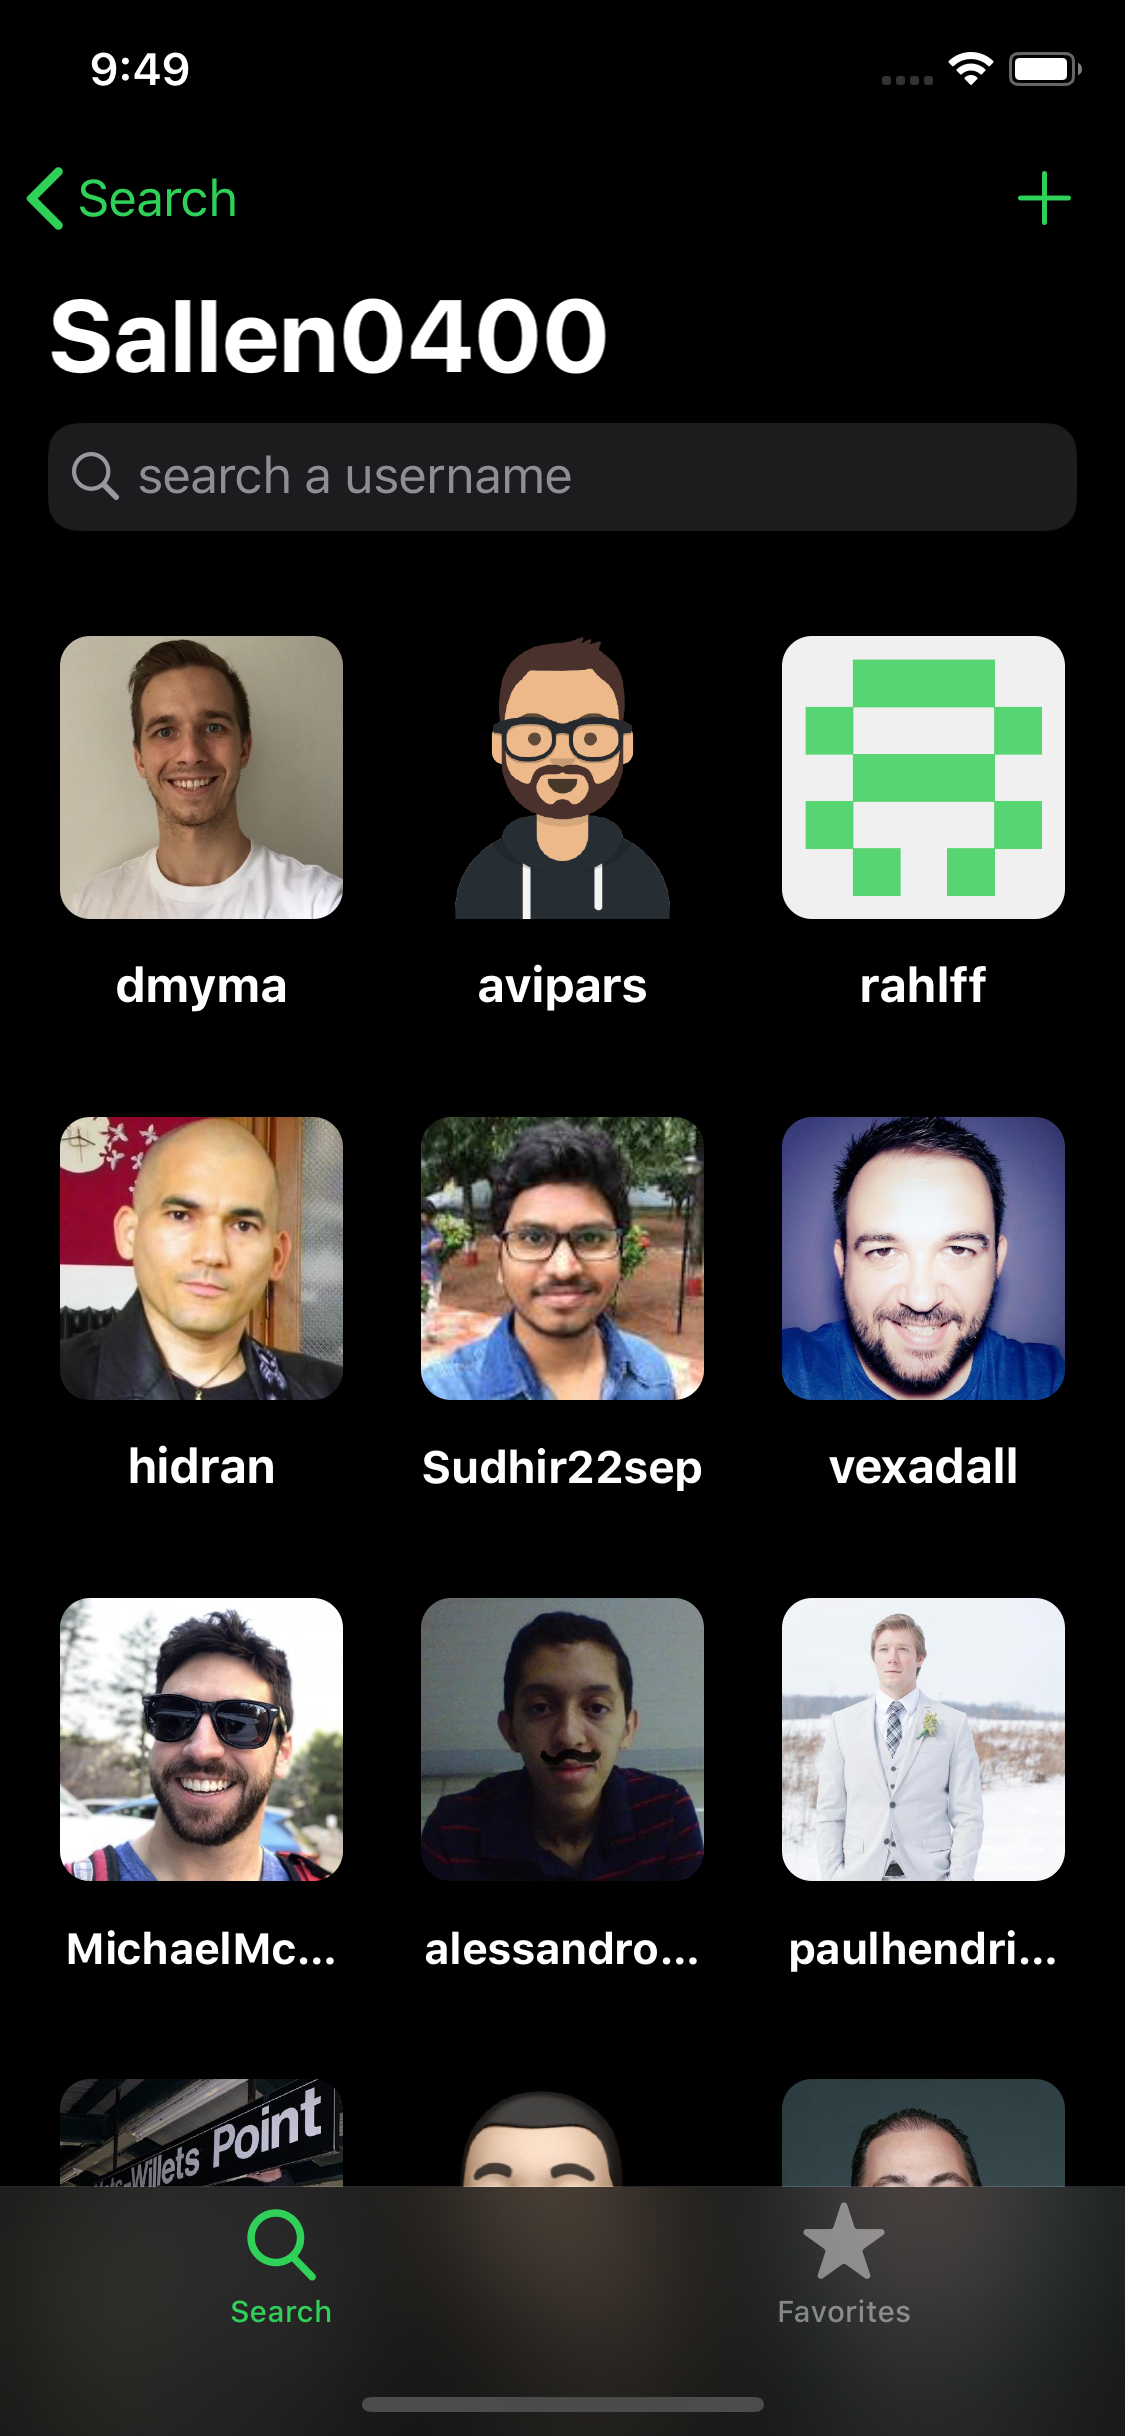 9:49
Search
Sallen0400
search a username
dmyma
avipars
rahlff
hidran
Sudhir22sep
vexadall
MichaelMc...
alessandro...
paulhendri...
-Willets Point
Search
Favorites